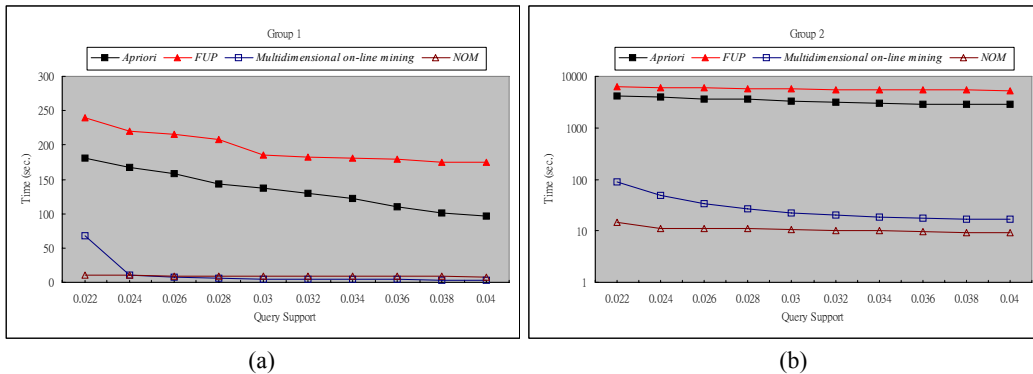 Group 1
Apriori FUP Multidimensional on-line mining NOM
300
250
200
150
100
50
0
Time (sec.)
0.022 0.024 0.026 0.028 0.03 0.032 0.034 0.036 0.038 0.04
Query Support
(a)
Group 2
Apriori FUP Multidimensional on-line mining NOM
10000
1000
100
10
1
Time (sec.)
0.022 0.024 0.026 0.028 0.03 0.032 0.034 0.036 0.038 0.04
Query Support
(b)